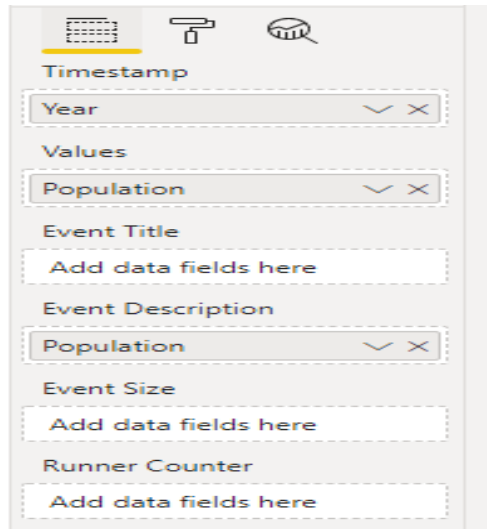 Timestamp
Year
Values
Population
Event Title
Add data fields here
Event Description
Population
Event Size
Add data fields here
Runner Counter
Add data fields here